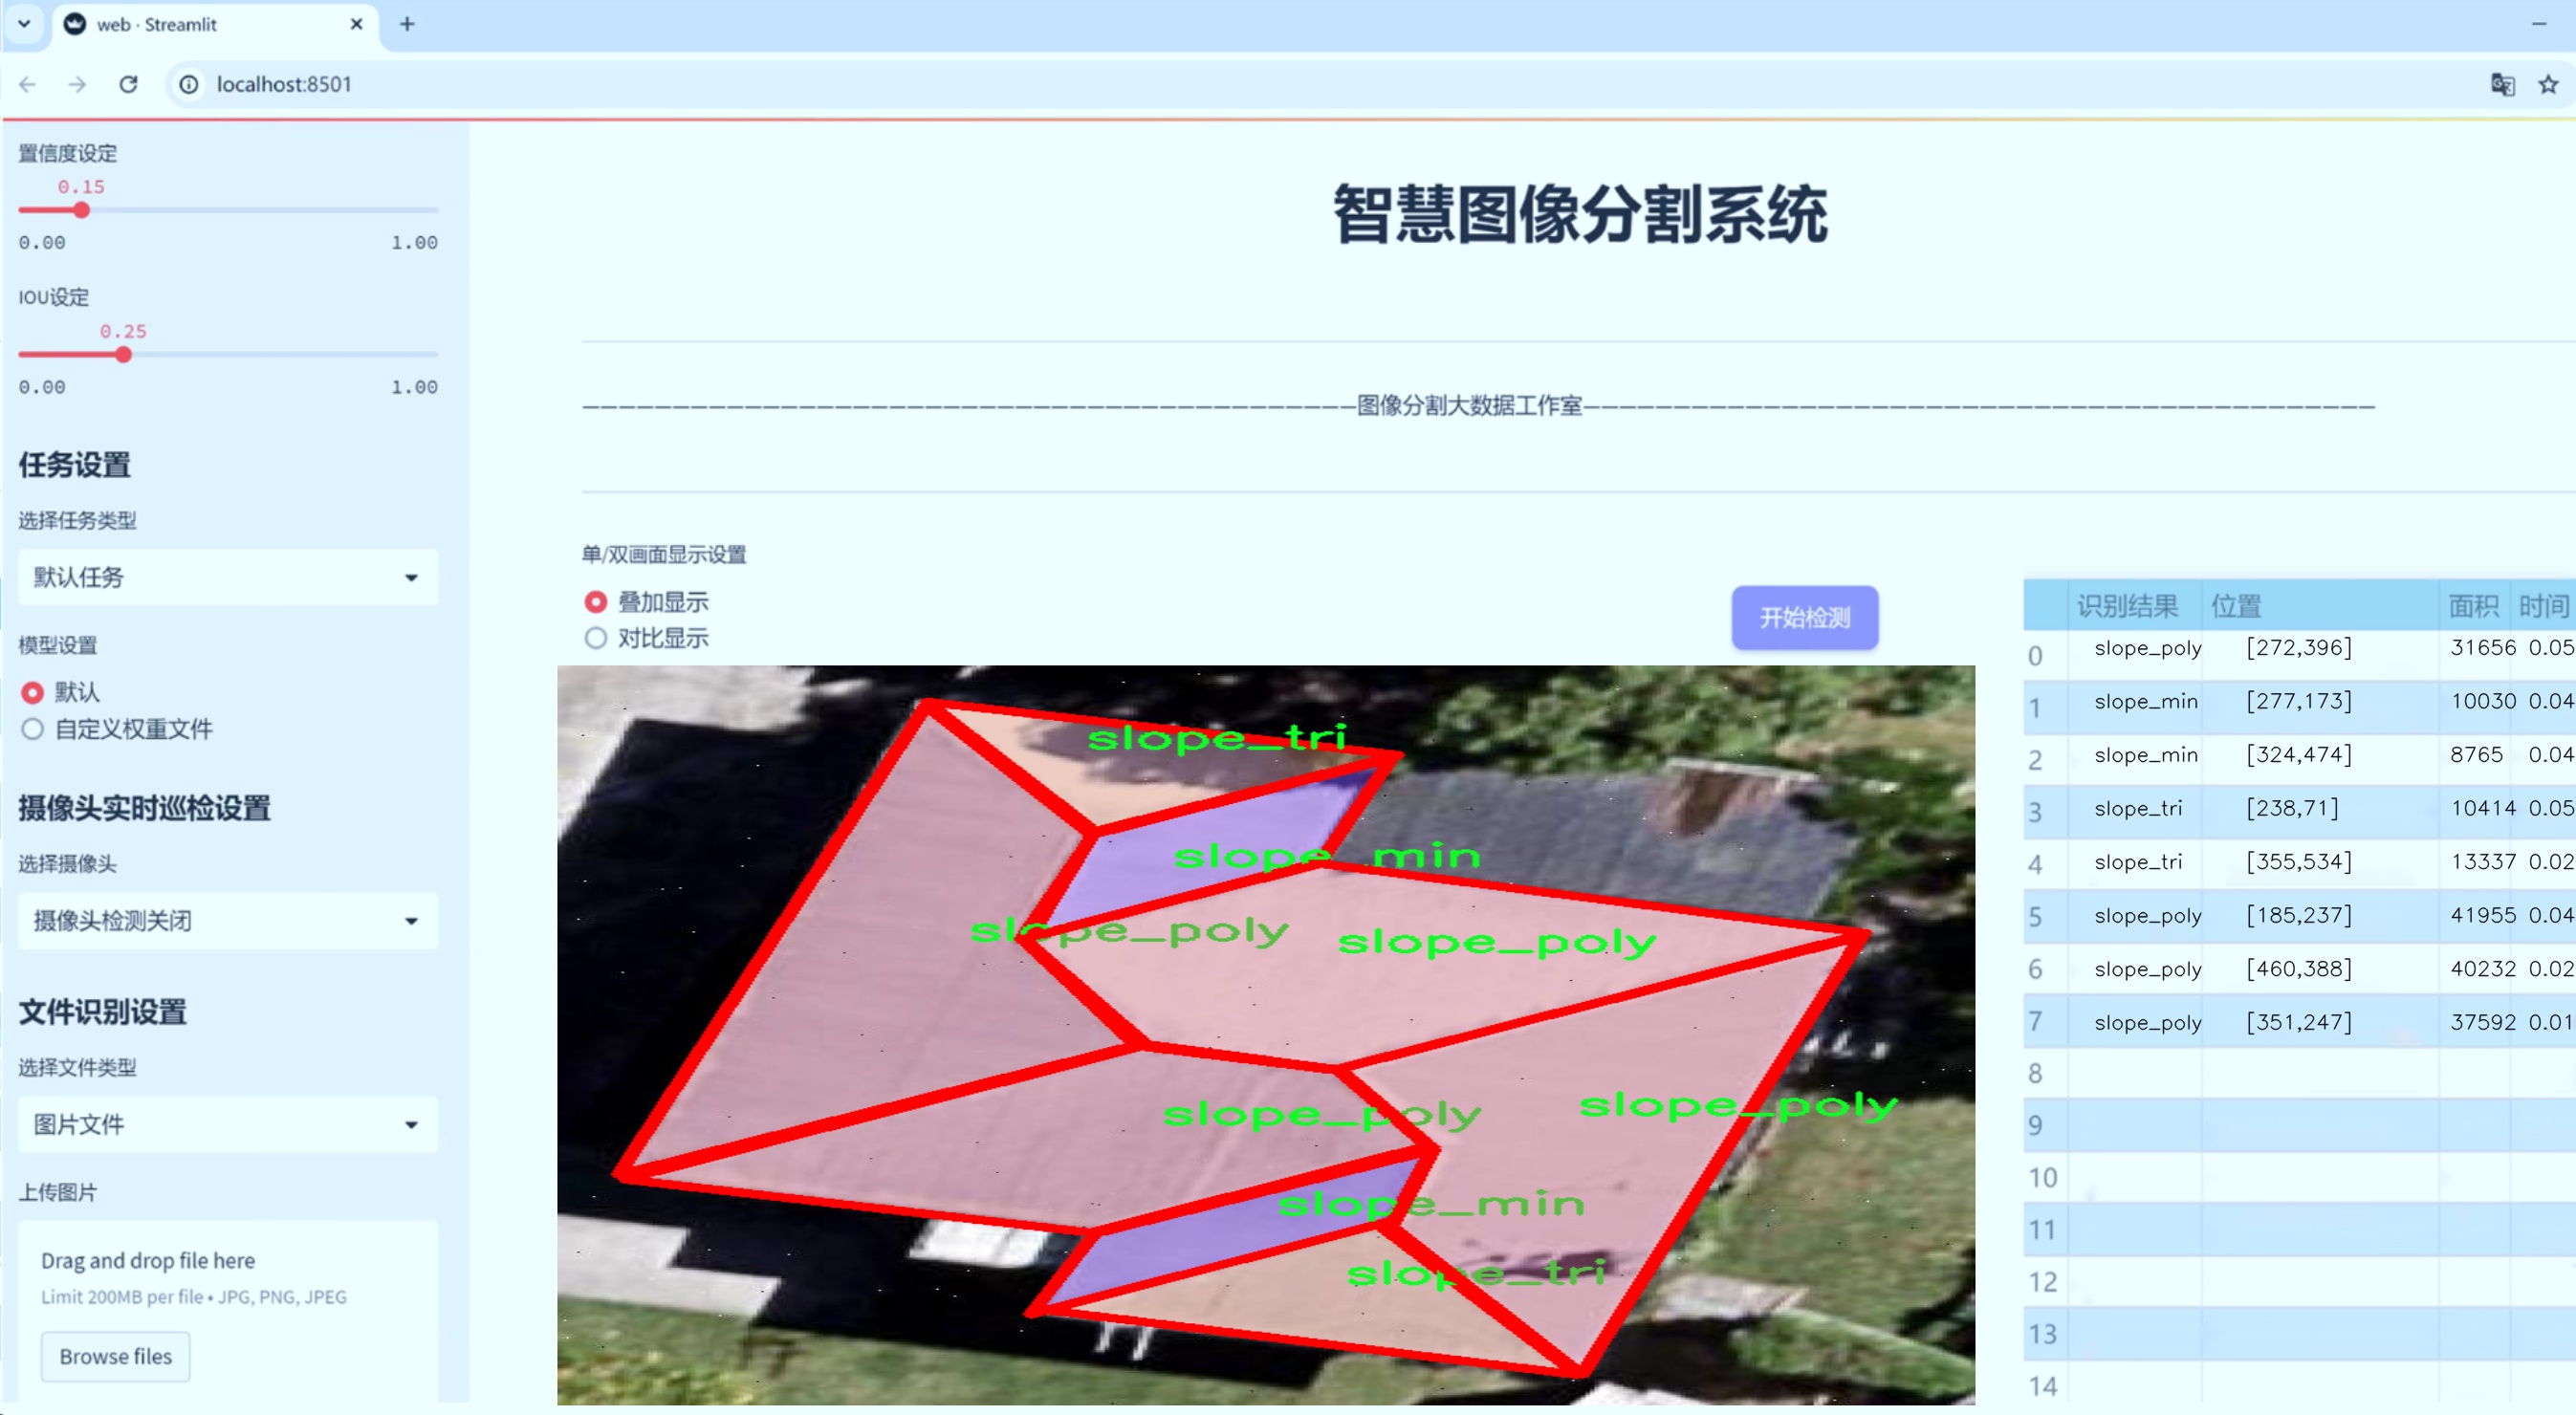 web · Streamlit
localhost:8501
置信度设定
0.15
0.00 1.00
IOU设定
0.25
0.00 1.00
任务设置
选择任务类型
默认任务
模型设置
默认
自定义权重文件
摄像头实时巡检设置
选择摄像头
摄像头检测关闭
文件识别设置
选择文件类型
图片文件
上传图片
Drag and drop file here
Limit 200MB per file • JPG, PNG, JPEG
Browse files
智慧图像分割系统
图像分割大数据工作室
单/双画面显示设置
叠加显示
对比显示
开始检测
slope_tri
slope_min
slope_poly
slope_poly
slope_poly
slope_poly
slope_min
slope_tri
识别结果 位置 面积 时间
0 slope_poly [272,396] 31656 0.05
1 slope_min [277,173] 10030 0.04
2 slope_min [324,474] 8765 0.04
3 slope_tri [238,71] 10414 0.05
4 slope_tri [355,534] 13337 0.02
5 slope_poly [185,237] 41955 0.04
6 slope_poly [460,388] 40232 0.02
7 slope_poly [351,247] 37592 0.01
8
9
10
11
12
13
14